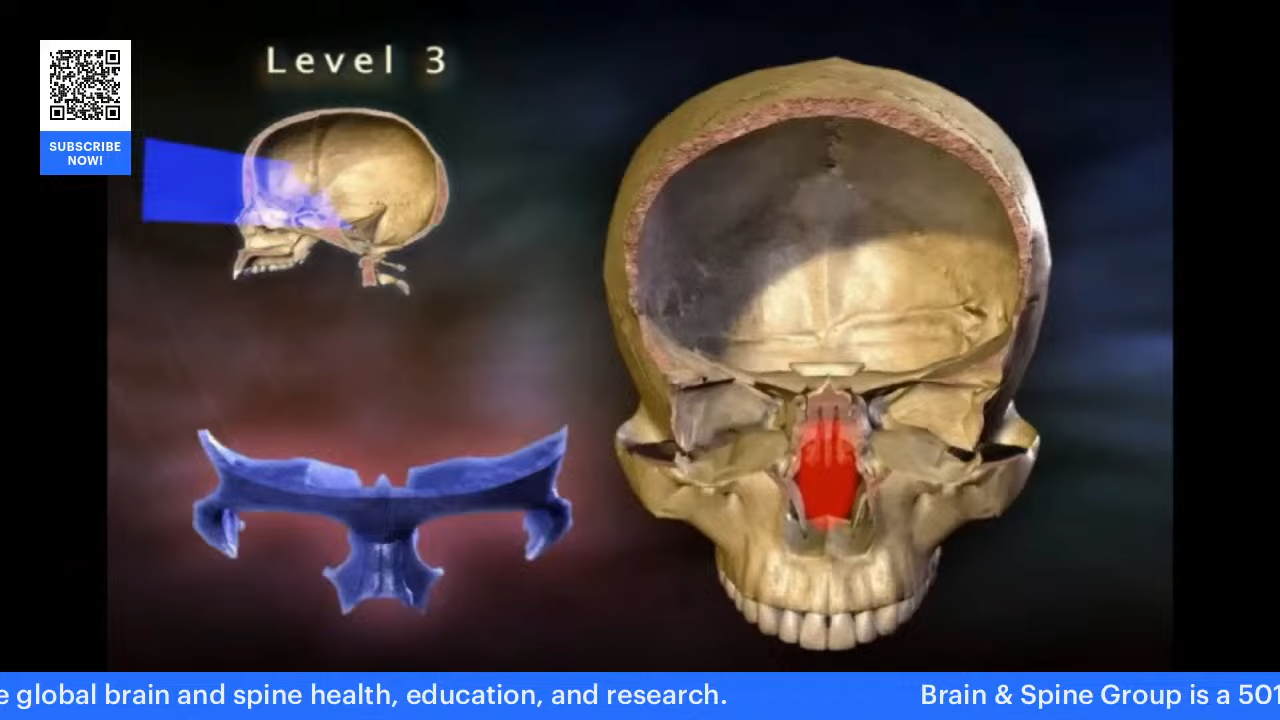 Level 3
SUBSCRIBE
NOW!
e global brain and spine health, education, and research.
Brain & Spine Group is a 501